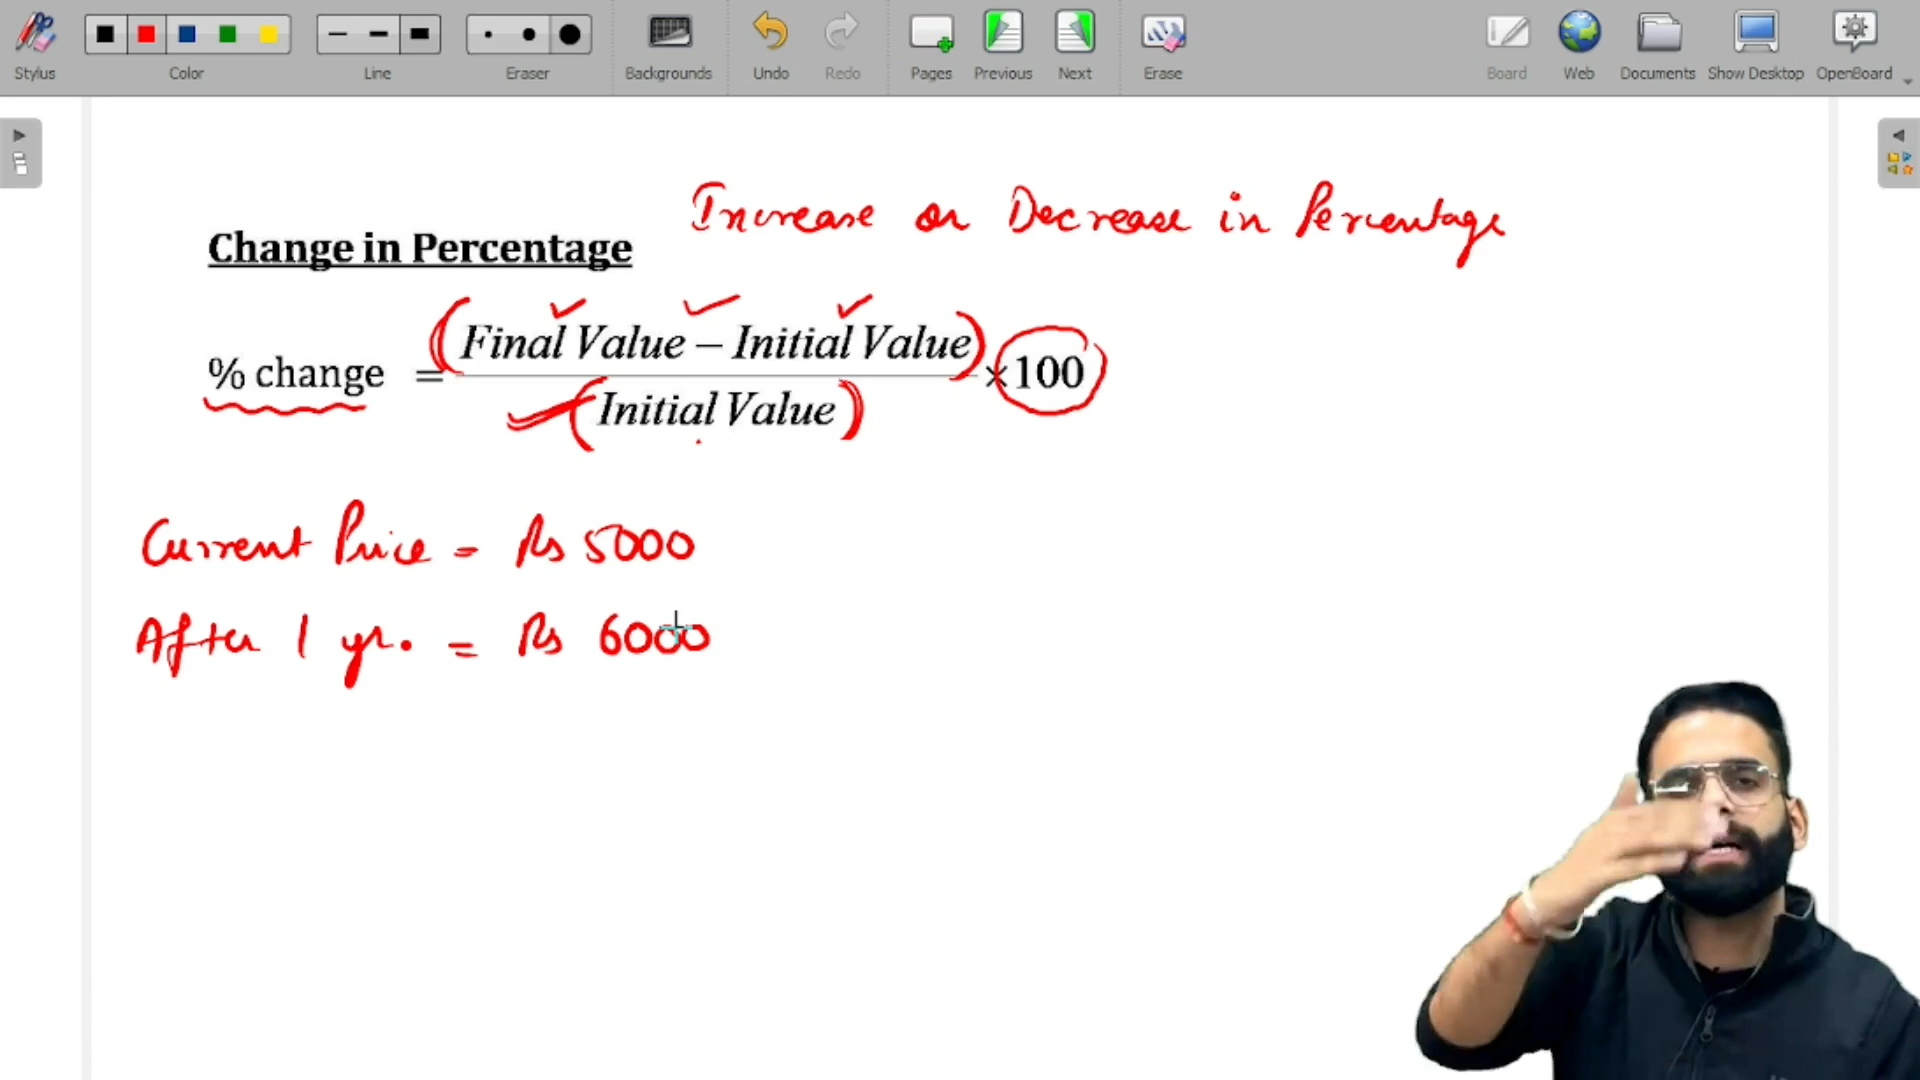 Stylus Color Line Eraser Backgrounds Undo Redo Pages Previous Next Erase Board Web Documents Show Desktop OpenBoard
Increase or Decrease in Percentage
Change in Percentage
% change = (Final Value – Initial Value) × 100
(Initial Value)
Current Price = Rs 5000
After 1 yr. = Rs 6000